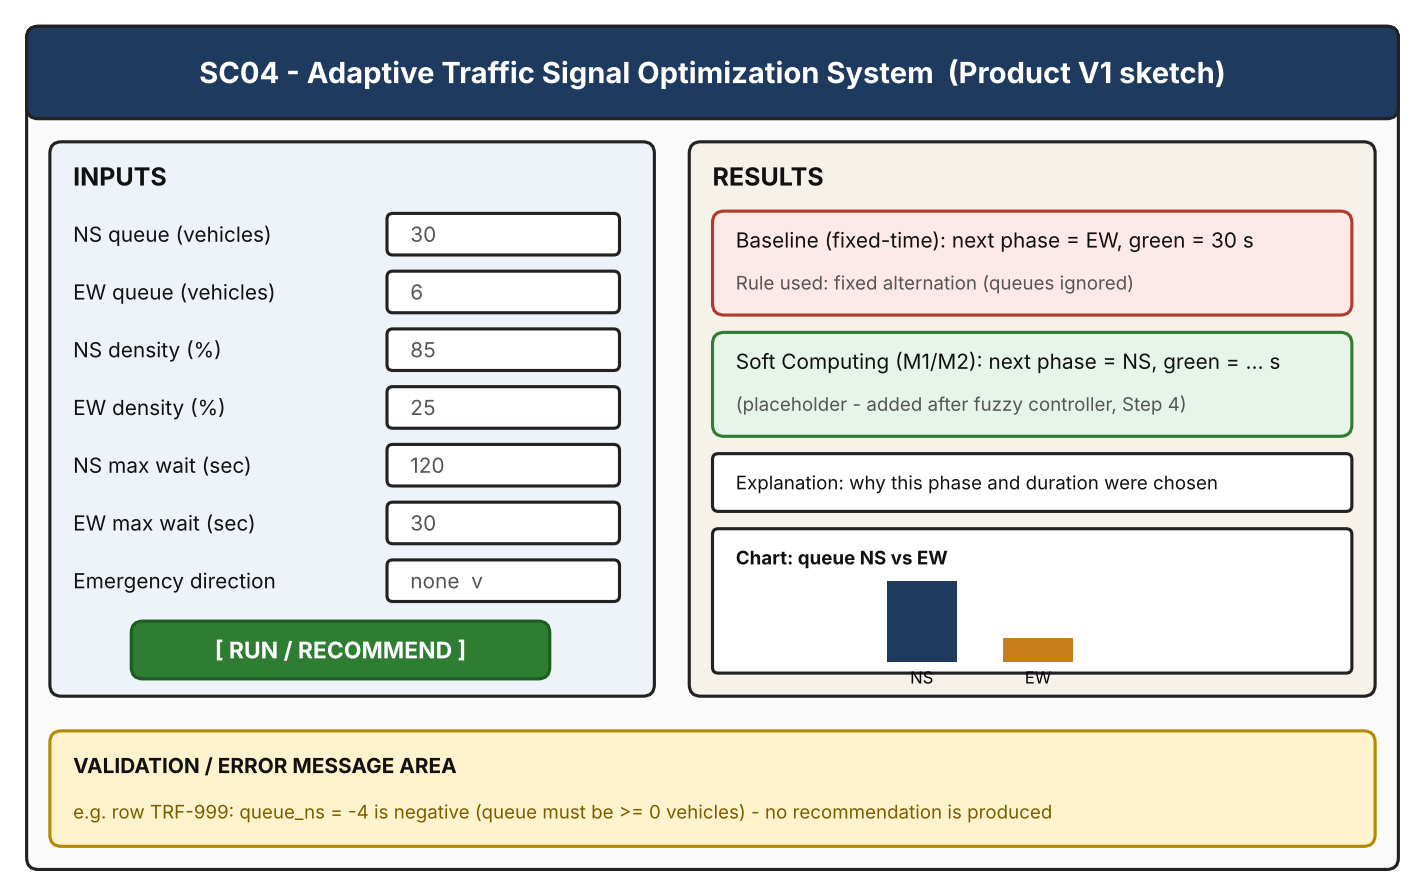 SC04 - Adaptive Traffic Signal Optimization System (Product V1 sketch)
INPUTS
NS queue (vehicles) 30
EW queue (vehicles) 6
NS density (%) 85
EW density (%) 25
NS max wait (sec) 120
EW max wait (sec) 30
Emergency direction none v
[ RUN / RECOMMEND ]
RESULTS
Baseline (fixed-time): next phase = EW, green = 30 s
Rule used: fixed alternation (queues ignored)
Soft Computing (M1/M2): next phase = NS, green = ... s
(placeholder - added after fuzzy controller, Step 4)
Explanation: why this phase and duration were chosen
Chart: queue NS vs EW
NS EW
VALIDATION / ERROR MESSAGE AREA
e.g. row TRF-999: queue_ns = -4 is negative (queue must be >= 0 vehicles) - no recommendation is produced